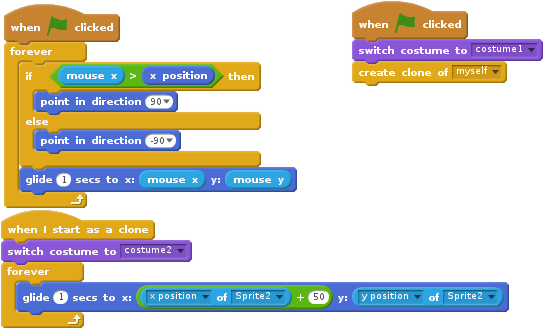 when clicked
forever
if mouse x > x position then
point in direction 90
else
point in direction -90
glide 1 secs to x: mouse x y: mouse y
when clicked
switch costume to costume1
create clone of myself
when I start as a clone
switch costume to costume2
forever
glide 1 secs to x: x position of Sprite2 + 50 y: y position of Sprite2